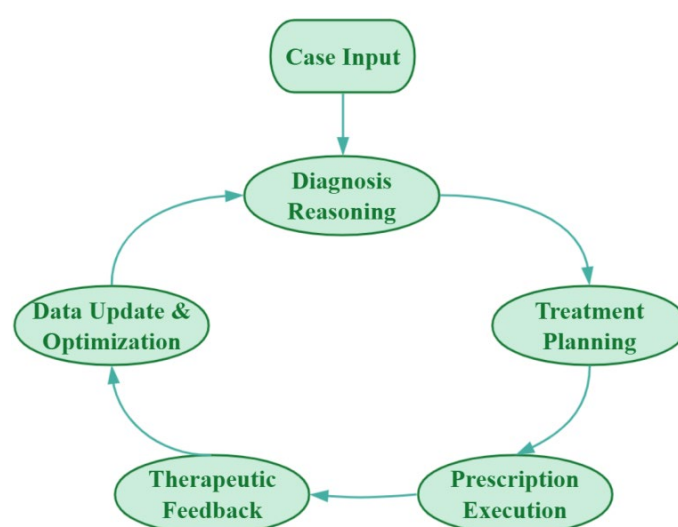 Case Input
Diagnosis
Reasoning
Data Update &
Optimization
Treatment
Planning
Therapeutic
Feedback
Prescription
Execution